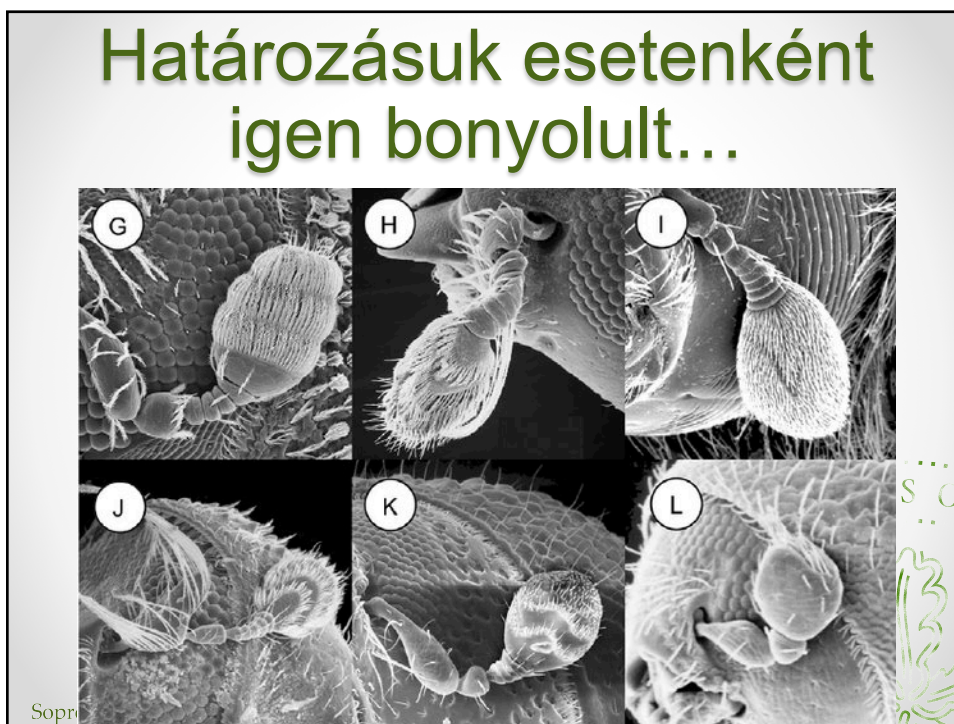 Határozásuk esetenként
igen bonyolult…
G
H
I
J
K
L
S